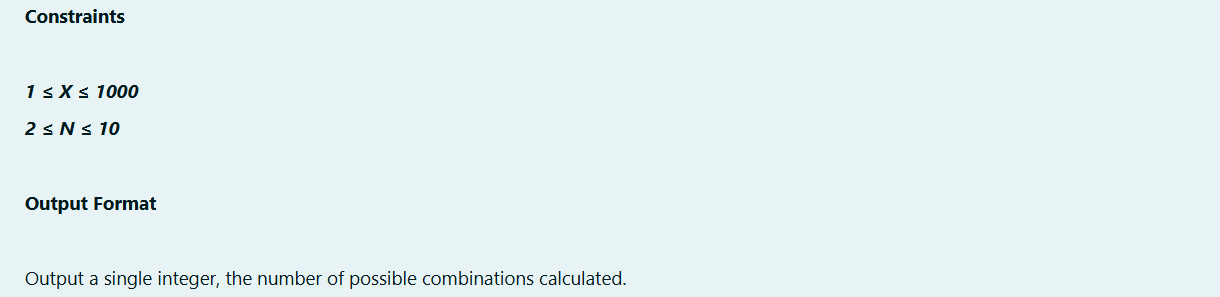 Constraints
1 ≤ X ≤ 1000
2 ≤ N ≤ 10
Output Format
Output a single integer, the number of possible combinations calculated.